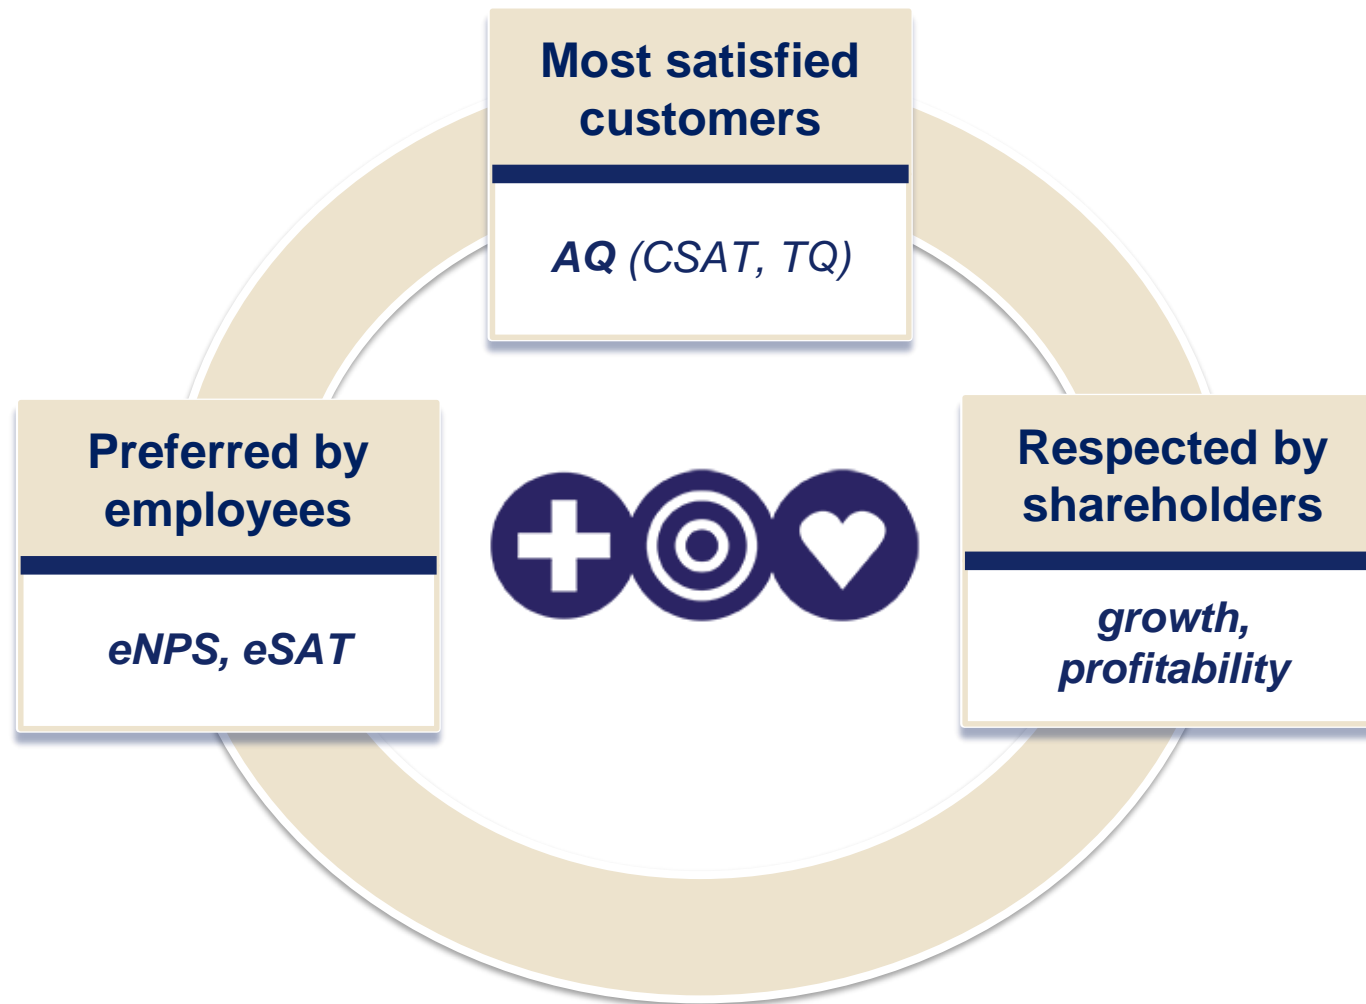 Most satisfied
customers
AQ (CSAT, TQ)
Preferred by
employees
eNPS, eSAT
Respected by
shareholders
growth,
profitability